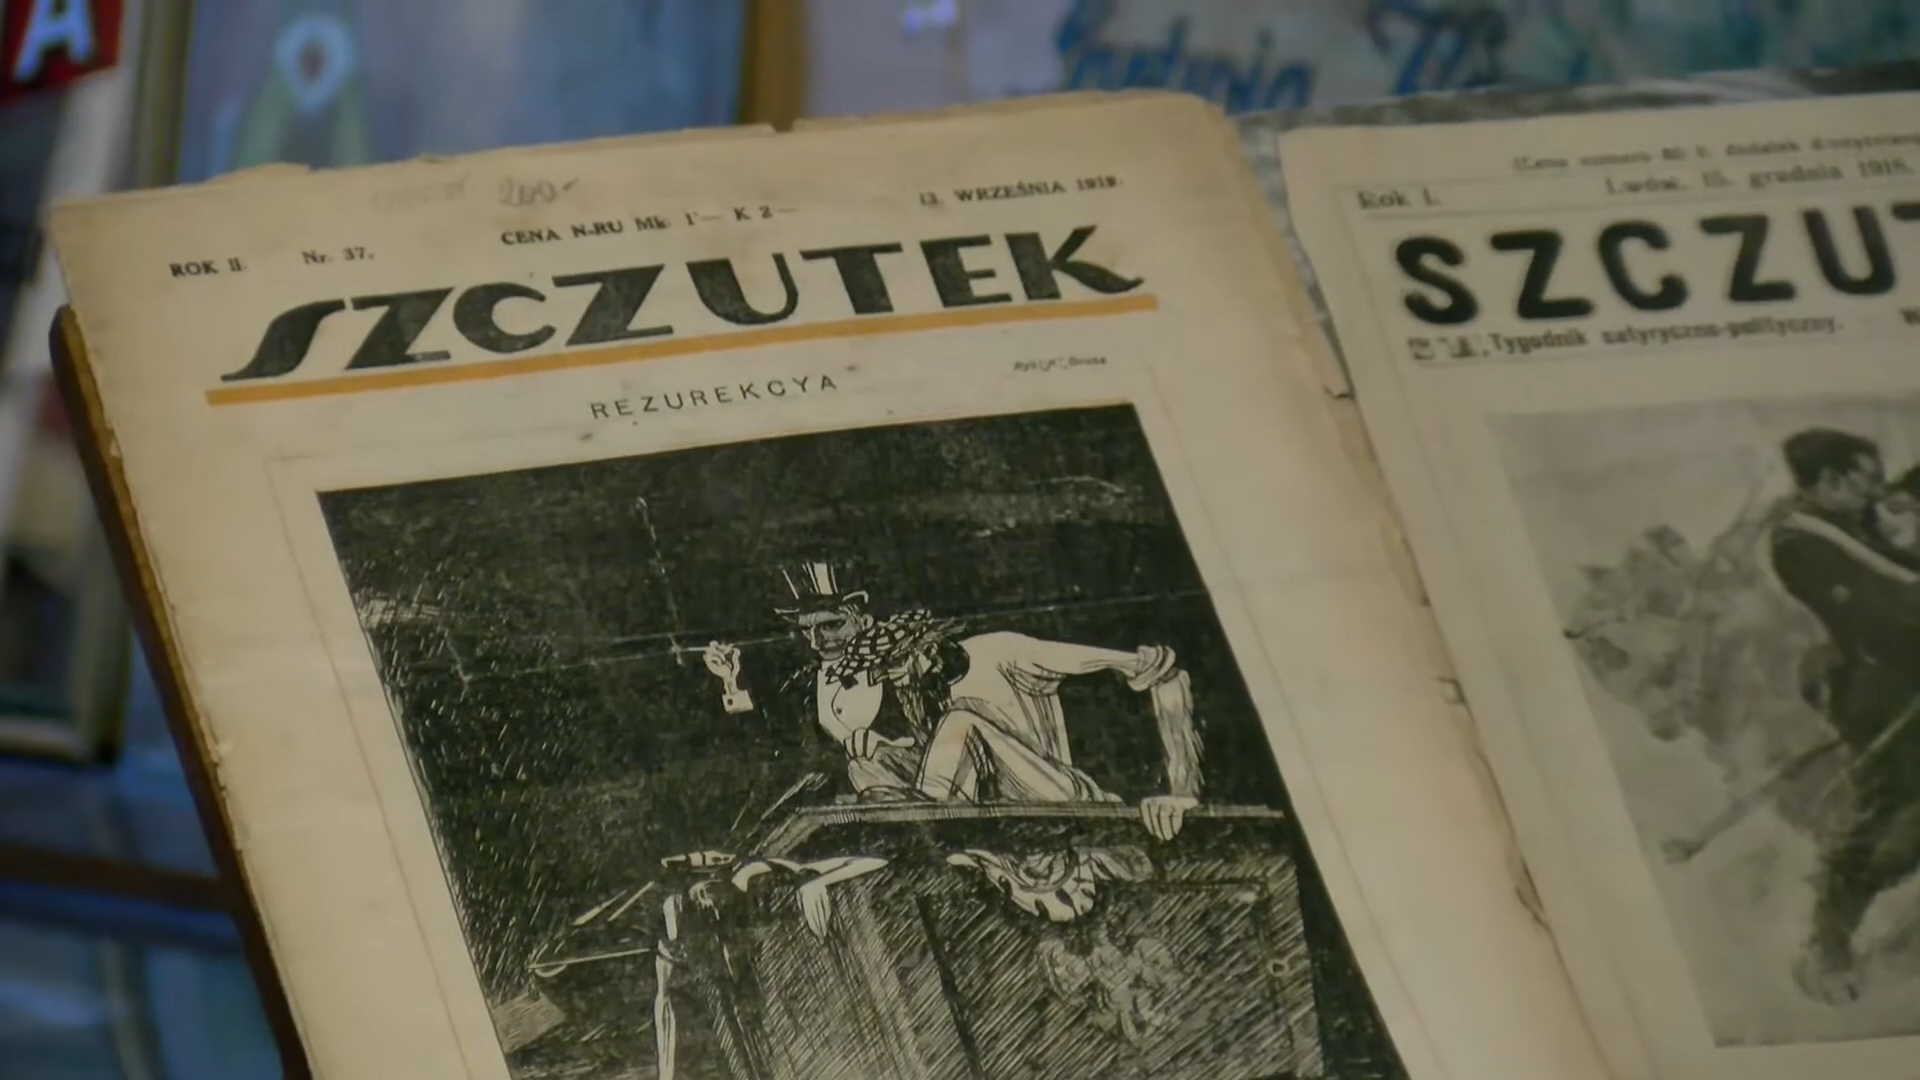 A
200-
ROK II. Nr. 37. CENA N-RU Mk 1'— K 2— 13. WRZEŚNIA 1919.
SZCZUTEK
REZUREKCYA
Rok I. Lwów, 15. grudnia 1918.
SZCZUT
Tygodnik satyryczno-polityczny.